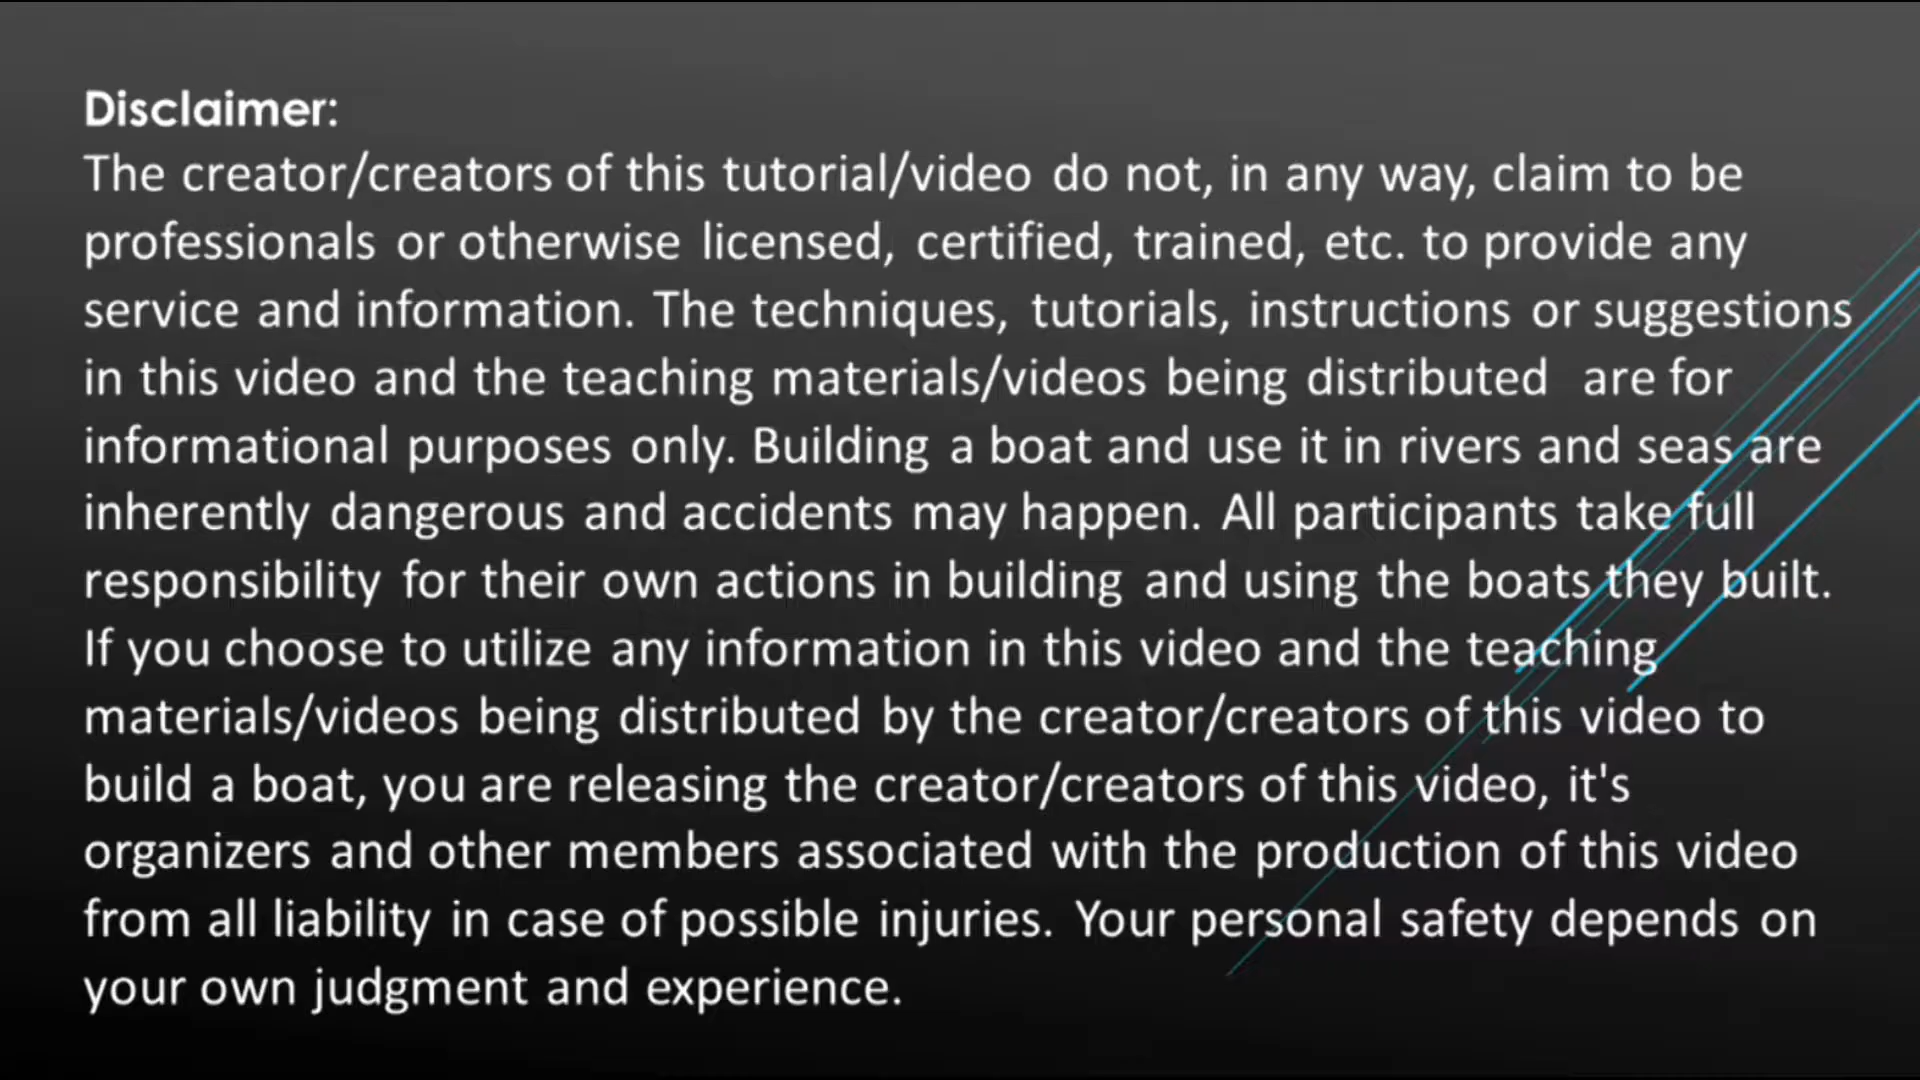 Disclaimer:
The creator/creators of this tutorial/video do not, in any way, claim to be
professionals or otherwise licensed, certified, trained, etc. to provide any
service and information. The techniques, tutorials, instructions or suggestions
in this video and the teaching materials/videos being distributed are for
informational purposes only. Building a boat and use it in rivers and seas are
inherently dangerous and accidents may happen. All participants take full
responsibility for their own actions in building and using the boats they built.
If you choose to utilize any information in this video and the teaching
materials/videos being distributed by the creator/creators of this video to
build a boat, you are releasing the creator/creators of this video, it's
organizers and other members associated with the production of this video
from all liability in case of possible injuries. Your personal safety depends on
your own judgment and experience.